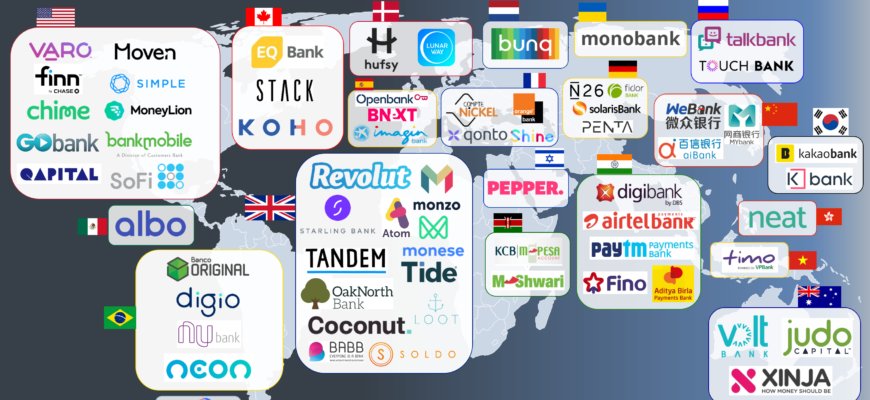 VARO
Moven
finn
by CHASE
SIMPLE
chime
MoneyLion
GObank
bankmobile
A Division of Customers Bank
QAPITAL
SoFi
EQ Bank
STACK
KOHO
hufsy
LUNAR
WAY
bunq
monobank
talkbank
TOUCH BANK
Openbank
BNEXT
imagin
bank
COMPTE
NICKEL
orange
bank
qonto
Shine
N26
fidor
BANK
solarisBank
PENTA
WeBank
微众银行
网商银行
MYbank
百信银行
aiBank
kakaobank
K bank
albo
Revolut
monzo
STARLING BANK
Atom
monese
TANDEM
Tide
OakNorth
Bank
LOOT
Coconut.
BABB
SOLDO
PEPPER.
KCB M-PESA
M-Shwari
digibank
by DBS
payments
airtel bank
Paytm Payments
Bank
Fino
Aditya Birla
Payments Bank
neat
timo
POWERED BY VPBank
Banco
ORIGINAL
digio
nu bank
neon
volt
BANK
judo
CAPITAL
XINJA
HOW MONEY SHOULD BE